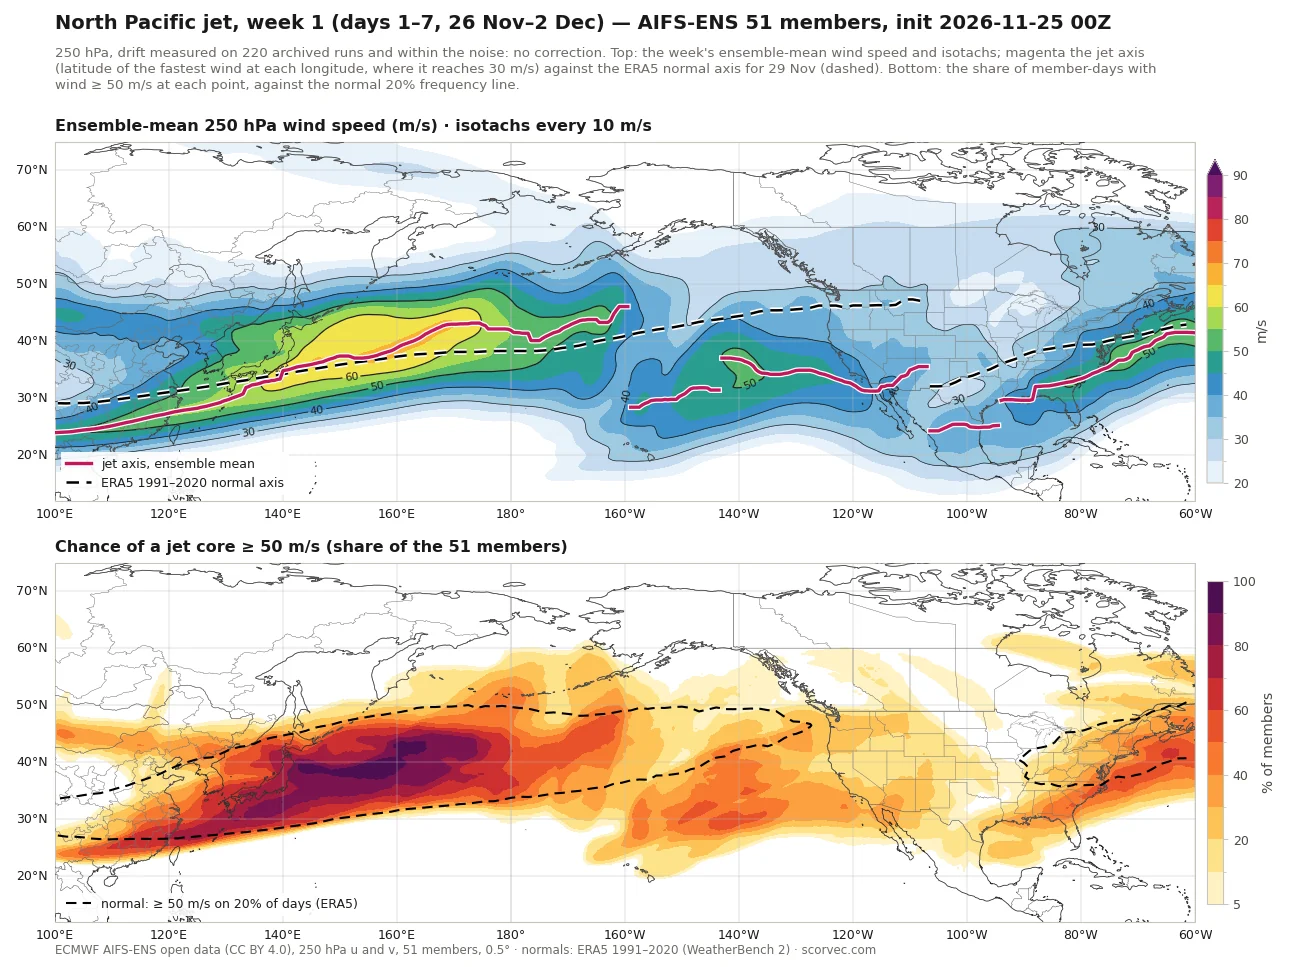 North Pacific jet, week 1 (days 1–7, 26 Nov–2 Dec) — AIFS-ENS 51 members, init 2026-11-25 00Z
250 hPa, drift measured on 220 archived runs and within the noise: no correction. Top: the week's ensemble-mean wind speed and isotachs; magenta the jet axis
(latitude of the fastest wind at each longitude, where it reaches 30 m/s) against the ERA5 normal axis for 29 Nov (dashed). Bottom: the share of member-days with
wind ≥ 50 m/s at each point, against the normal 20% frequency line.
Ensemble-mean 250 hPa wind speed (m/s) · isotachs every 10 m/s
70°N
60°N
50°N
40°N
30°N
20°N
30
40
30
40
50
60
40
50
30
30
40
50
jet axis, ensemble mean
ERA5 1991–2020 normal axis
100°E 120°E 140°E 160°E 180° 160°W 140°W 120°W 100°W 80°W 60°W
90
80
70
60
50
40
30
20
m/s
Chance of a jet core ≥ 50 m/s (share of the 51 members)
70°N
60°N
50°N
40°N
30°N
20°N
normal: ≥ 50 m/s on 20% of days (ERA5)
100°E 120°E 140°E 160°E 180° 160°W 140°W 120°W 100°W 80°W 60°W
100
80
60
40
20
5
% of members
ECMWF AIFS-ENS open data (CC BY 4.0), 250 hPa u and v, 51 members, 0.5° · normals: ERA5 1991–2020 (WeatherBench 2) · scorvec.com